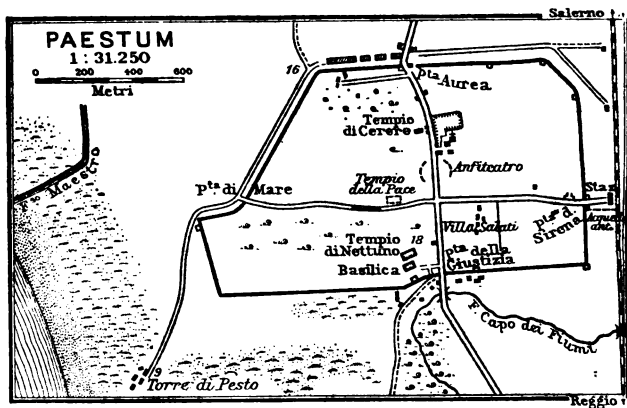 Salerno
PAESTUM
1 : 31.250
0 200 400 600
Metri
16
Pta Aurea
Tempio
di Cerere
Anfiteatro
Maestro
Pta di Mare
Tempio
della Pace
Staz.
Pta d.
Sirena
Villa Salati
Tempio
di Nettuno
18
Pta della
Giustizia
Basilica
F. Capo dei Fiumi
9
Torre di Pesto
Reggio